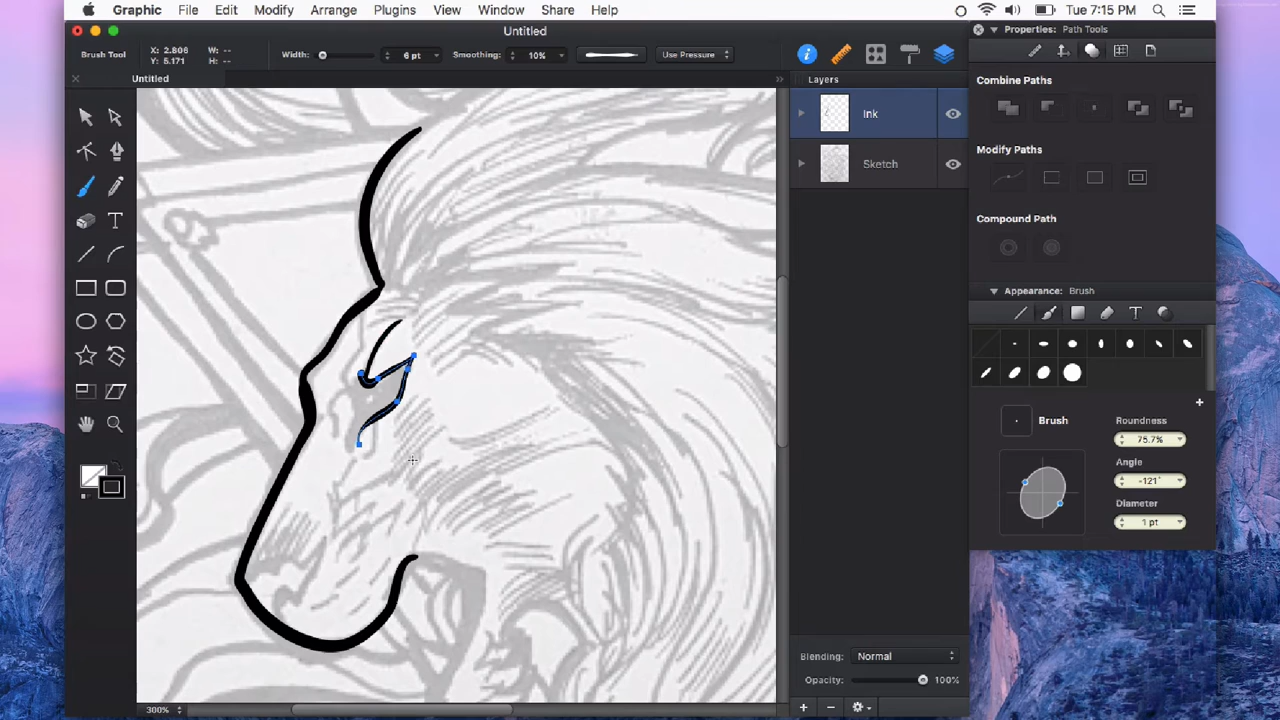 Graphic File Edit Modify Arrange Plugins View Window Share Help Tue 7:15 PM
Untitled
Properties: Path Tools
Brush Tool X: 2.806 W: -- Width: 6 pt Smoothing: 10% Use Pressure
Y: 5.171 H: --
Untitled
Layers
Combine Paths
Ink
Modify Paths
Sketch
Compound Path
Appearance: Brush
Brush
Roundness
75.7%
Angle
-121°
Diameter
1 pt
Blending: Normal
Opacity: 100%
300%